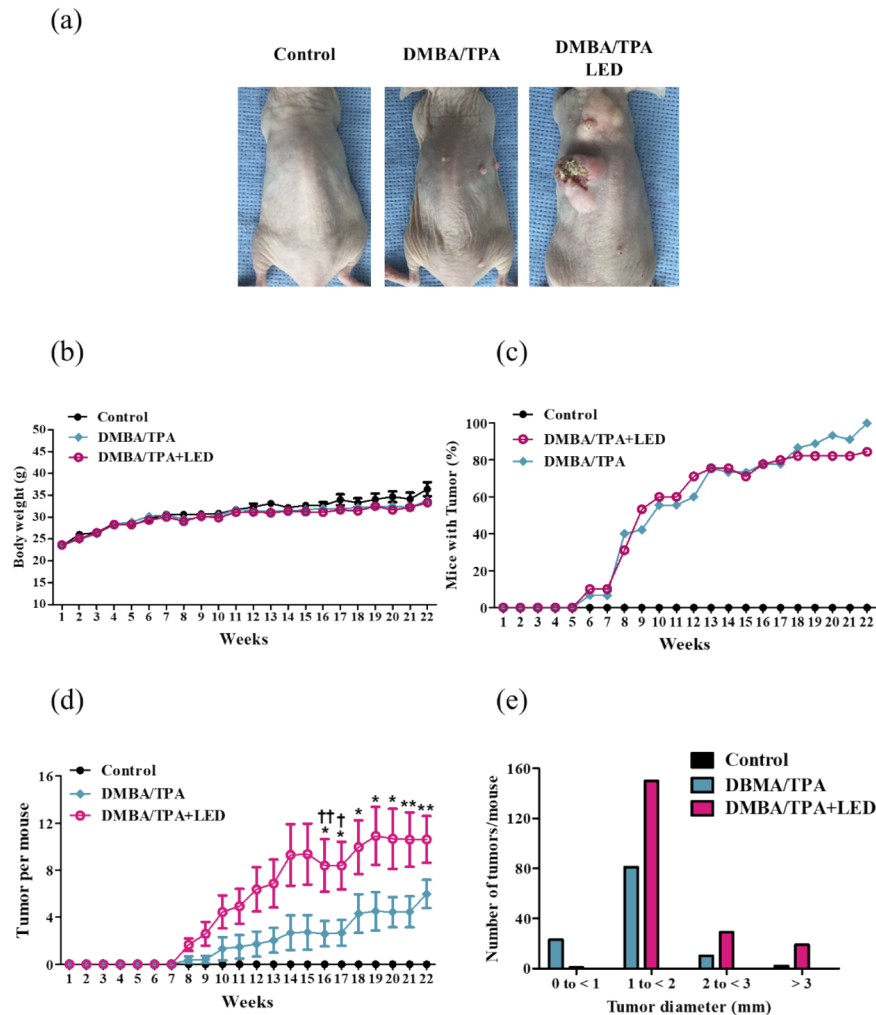 (a)
Control
DMBA/TPA
DMBA/TPA
LED
(b)
Control
DMBA/TPA
DMBA/TPA+LED
Body weight (g)
50
45
40
35
30
25
20
15
10
1 2 3 4 5 6 7 8 9 10 11 12 13 14 15 16 17 18 19 20 21 22
Weeks
(c)
Control
DMBA/TPA+LED
DMBA/TPA
Mice with Tumor (%)
100
80
60
40
20
0
1 2 3 4 5 6 7 8 9 10 11 12 13 14 15 16 17 18 19 20 21 22
Weeks
(d)
Control
DMBA/TPA
DMBA/TPA+LED
Tumor per mouse
16
12
8
4
0
†† † * * * ** **
* *
1 2 3 4 5 6 7 8 9 10 11 12 13 14 15 16 17 18 19 20 21 22
Weeks
(e)
Control
DBMA/TPA
DMBA/TPA+LED
Number of tumors/mouse
160
120
80
40
0
0 to < 1
1 to < 2
2 to < 3
> 3
Tumor diameter (mm)